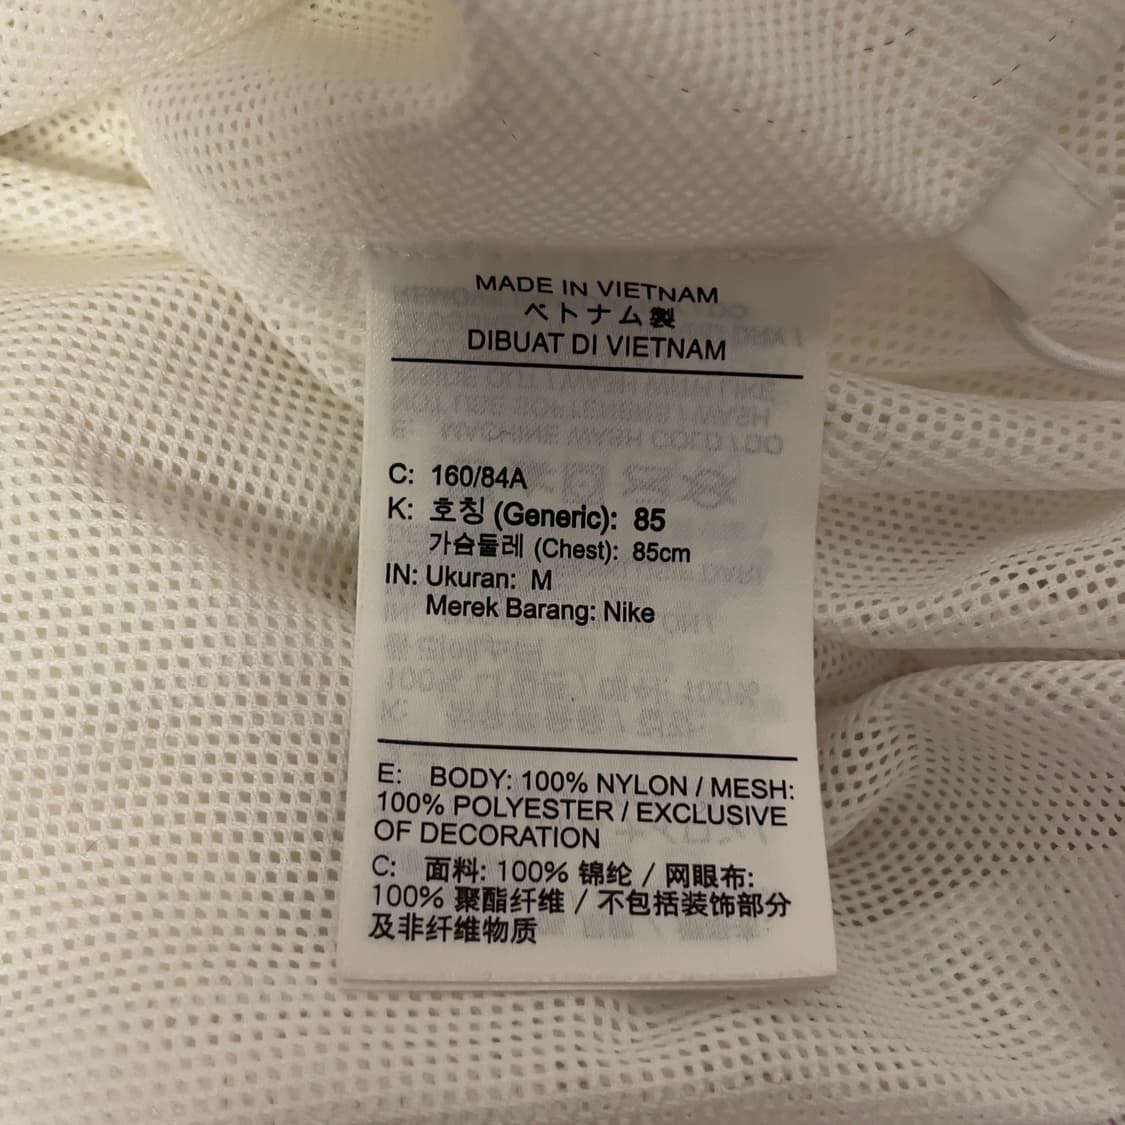 MADE IN VIETNAM
ベトナム製
DIBUAT DI VIETNAM
C: 160/84A
K: 호칭 (Generic): 85
가슴둘레 (Chest): 85cm
IN: Ukuran: M
Merek Barang: Nike
E: BODY: 100% NYLON / MESH:
100% POLYESTER / EXCLUSIVE
OF DECORATION
C: 面料: 100% 锦纶 / 网眼布:
100% 聚酯纤维 / 不包括装饰部分
及非纤维物质